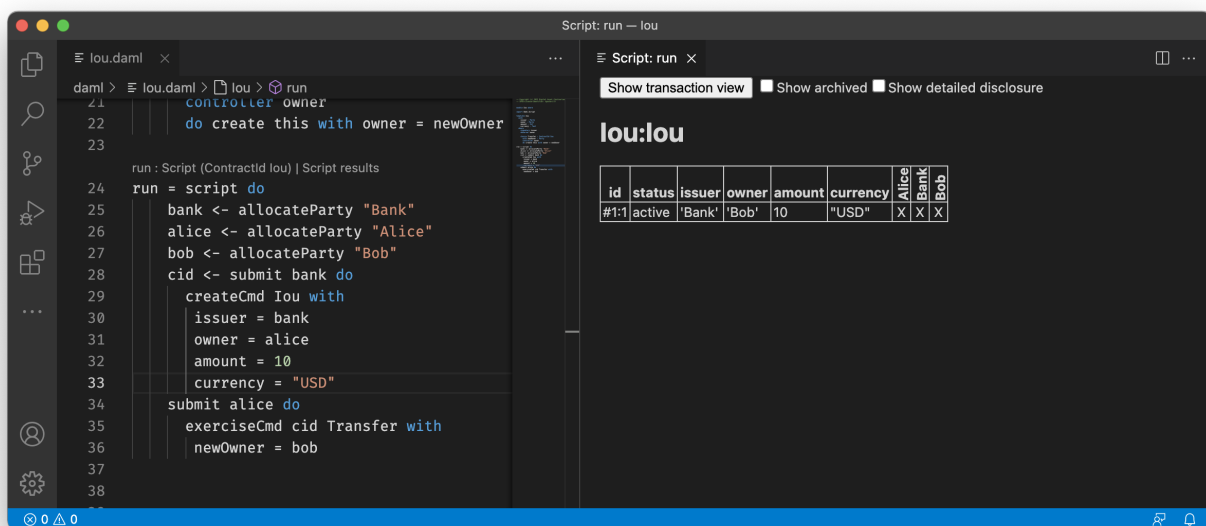 Script: run — Iou
Iou.daml
daml > Iou.daml > Iou > run
21 controller owner
22 do create this with owner = newOwner
23
run : Script (ContractId Iou) | Script results
24 run = script do
25 bank <- allocateParty "Bank"
26 alice <- allocateParty "Alice"
27 bob <- allocateParty "Bob"
28 cid <- submit bank do
29 createCmd Iou with
30 issuer = bank
31 owner = alice
32 amount = 10
33 currency = "USD"
34 submit alice do
35 exerciseCmd cid Transfer with
36 newOwner = bob
37
38
Script: run
Show transaction view Show archived Show detailed disclosure
Iou:Iou
id status issuer owner amount currency Alice Bank Bob
#1:1 active 'Bank' 'Bob' 10 "USD" X X X
0 0